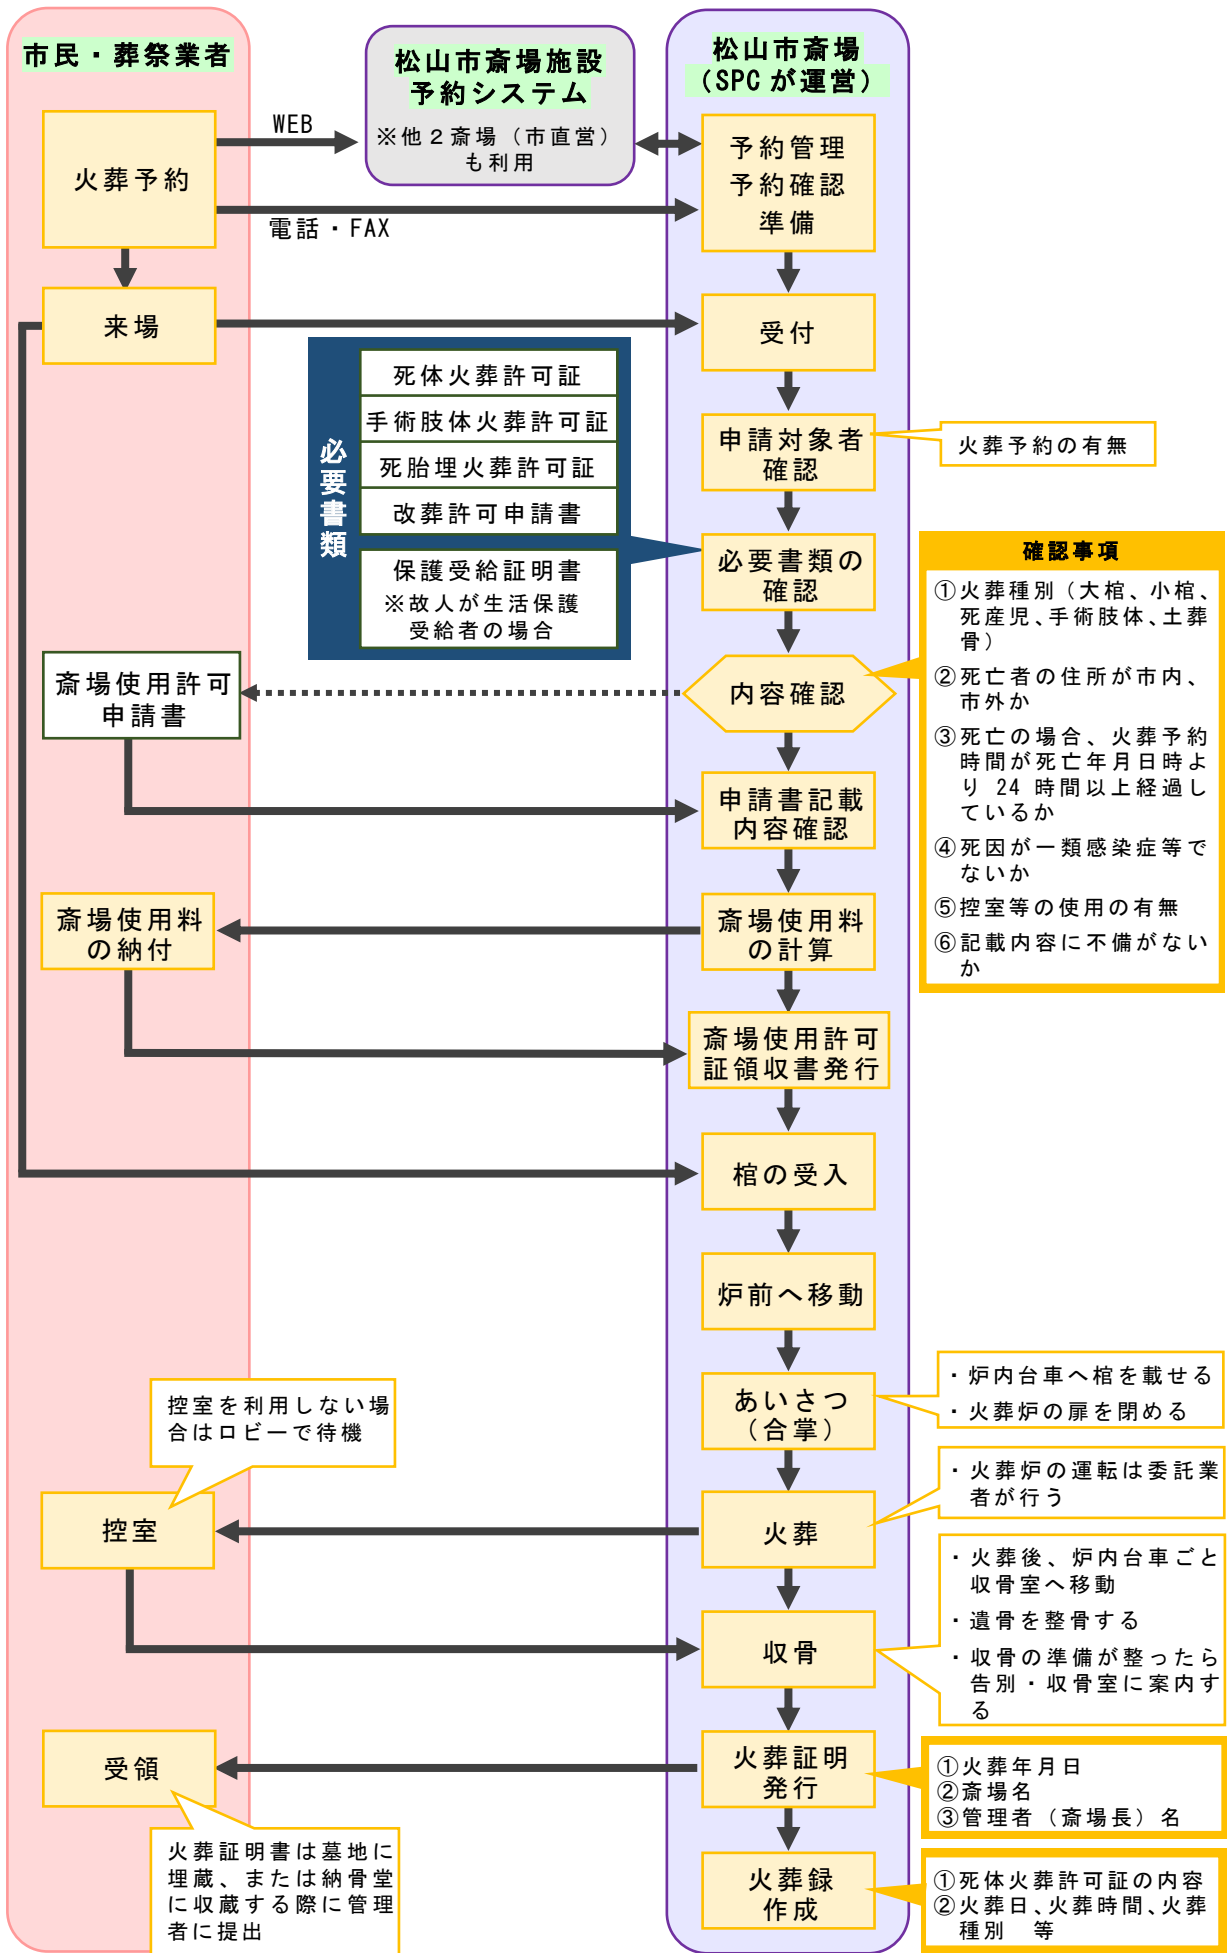 市民・葬祭業者
松山市斎場施設
予約システム
※他２斎場（市直営）
も利用
松山市斎場
（SPCが運営）
火葬予約
WEB
電話・FAX
予約管理
予約確認
準備
来場
受付
必要書類
死体火葬許可証
手術肢体火葬許可証
死胎埋火葬許可証
改葬許可申請書
保護受給証明書
※故人が生活保護
受給者の場合
申請対象者
確認
火葬予約の有無
必要書類の
確認
確認事項
①火葬種別（大棺、小棺、
死産児、手術肢体、土葬
骨）
②死亡者の住所が市内、
市外か
③死亡の場合、火葬予約
時間が死亡年月日時よ
り 24 時間以上経過し
ているか
④死因が一類感染症等で
ないか
⑤控室等の使用の有無
⑥記載内容に不備がない
か
斎場使用許可
申請書
内容確認
申請書記載
内容確認
斎場使用料
の納付
斎場使用料
の計算
斎場使用許可
証領収書発行
棺の受入
炉前へ移動
あいさつ
（合掌）
・炉内台車へ棺を載せる
・火葬炉の扉を閉める
控室を利用しない場
合はロビーで待機
控室
火葬
・火葬炉の運転は委託業
者が行う
収骨
・火葬後、炉内台車ごと
収骨室へ移動
・遺骨を整骨する
・収骨の準備が整ったら
告別・収骨室に案内す
る
受領
火葬証明
発行
①火葬年月日
②斎場名
③管理者（斎場長）名
火葬証明書は墓地に
埋蔵、または納骨堂
に収蔵する際に管理
者に提出
火葬録
作成
①死体火葬許可証の内容
②火葬日、火葬時間、火葬
種別　等